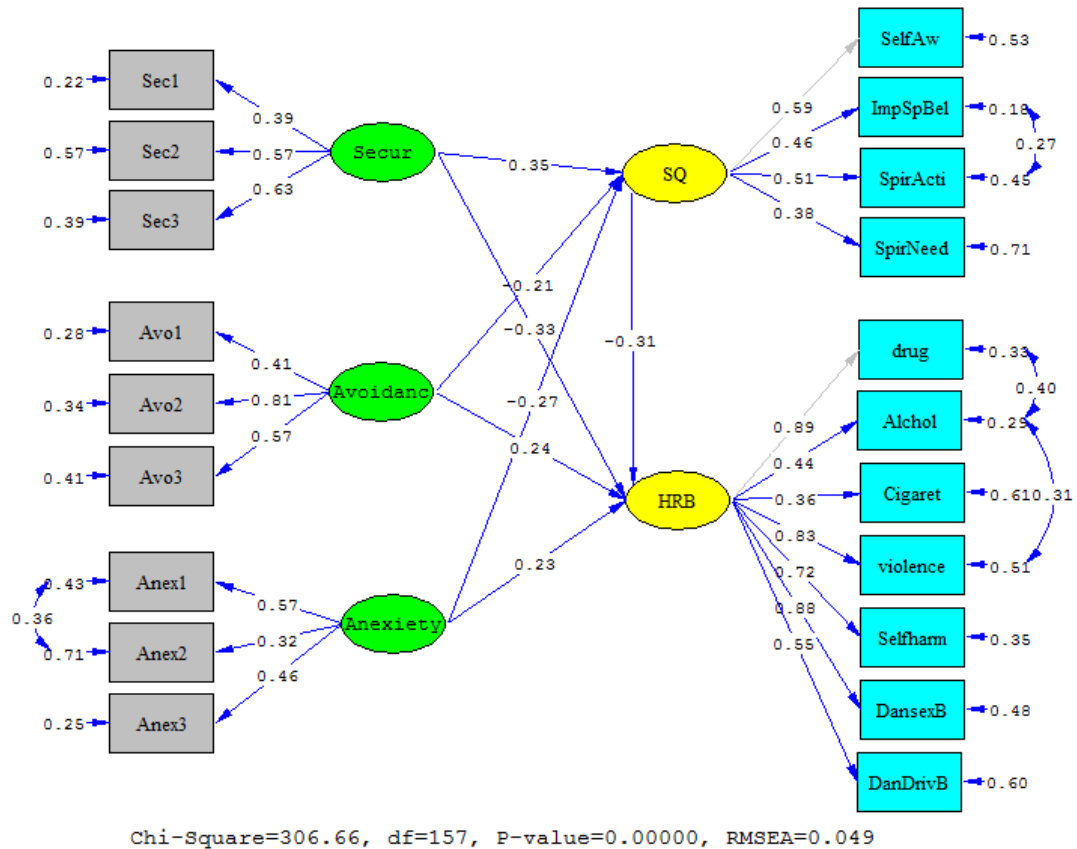 SelfAw
0.53
Sec1
0.22
0.39
ImpSpBel
0.18
0.59
0.46
0.27
Sec2
0.57
0.57
Secur
0.35
SQ
0.51
SpirActi
0.45
0.63
Sec3
0.39
0.38
SpirNeed
0.71
-0.21
Avo1
0.28
-0.33
-0.31
drug
0.33
0.41
0.40
Avo2
0.34
0.81
Avoidanc
-0.27
Alchol
0.29
0.57
0.24
0.89
0.44
Avo3
0.41
HRB
0.36
Cigaret
0.61
0.31
0.83
violence
0.51
Anex1
0.43
0.57
0.23
0.72
0.36
0.32
Anexiety
0.88
Selfharm
0.35
Anex2
0.71
0.55
0.46
Anex3
0.25
DansexB
0.48
DanDrivB
0.60
Chi-Square=306.66, df=157, P-value=0.00000, RMSEA=0.049